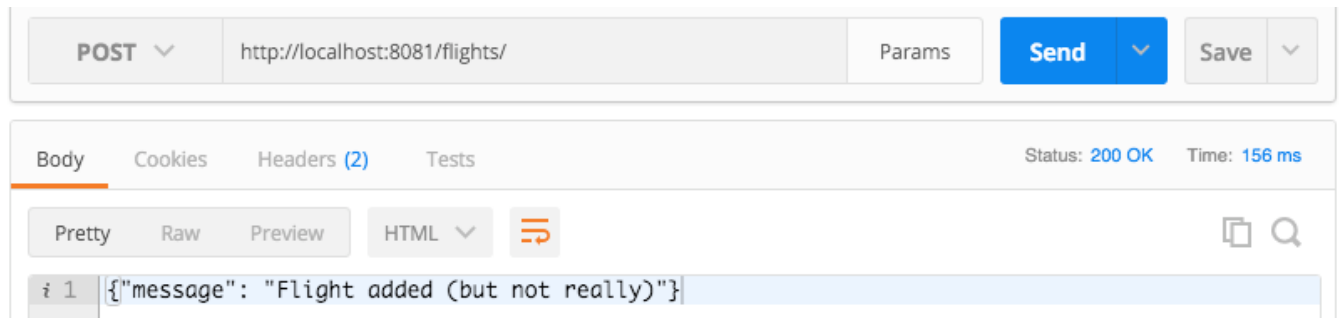 POST http://localhost:8081/flights/ Params Send Save
Body Cookies Headers (2) Tests Status: 200 OK Time: 156 ms
Pretty Raw Preview HTML
i 1 {"message": "Flight added (but not really)"}